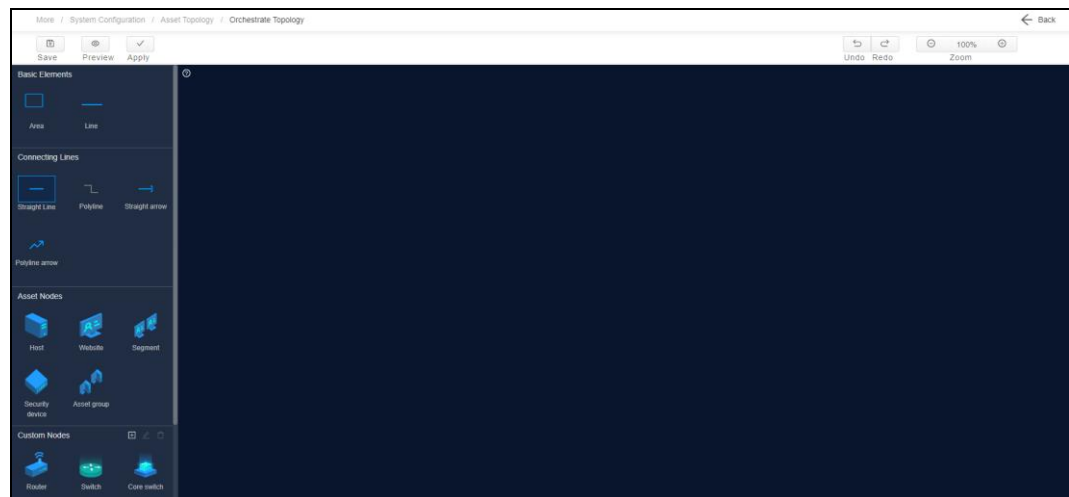 More / System Configuration / Asset Topology / Orchestrate Topology
Back
Save Preview Apply
Undo Redo
100%
Zoom
Basic Elements
Area Line
Connecting Lines
Straight Line Polyline Straight arrow
Polyline arrow
Asset Nodes
Host Website Segment
Security device Asset group
Custom Nodes
Router Switch Core switch